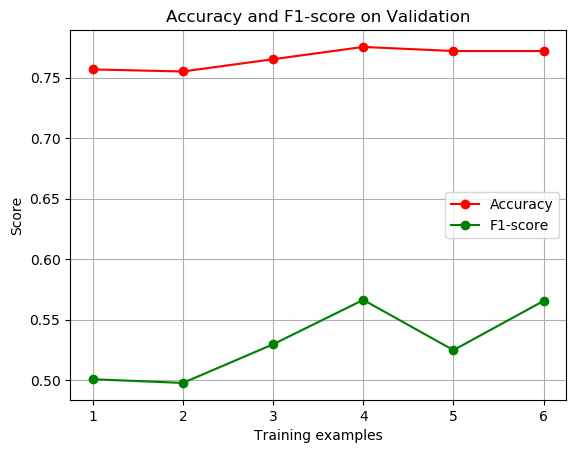 Accuracy and F1-score on Validation
Score
0.75
0.70
0.65
0.60
0.55
0.50
Accuracy
F1-score
1 2 3 4 5 6
Training examples